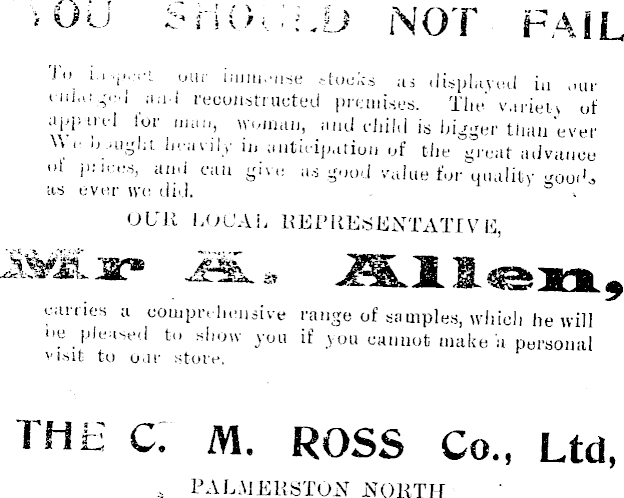 YOU SHOULD NOT FAIL
To inspect our immense stocks as displayed in our
enlarged and reconstructed premises. The variety of
apparel for man, woman, and child is bigger than ever
We bought heavily in anticipation of the great advance
of prices, and can give as good value for quality goods
as ever we did.
OUR LOCAL REPRESENTATIVE,
Mr A. Allen,
carries a comprehensive range of samples, which he will
be pleased to show you if you cannot make a personal
visit to our store.
THE C. M. ROSS Co., Ltd,
PALMERSTON NORTH